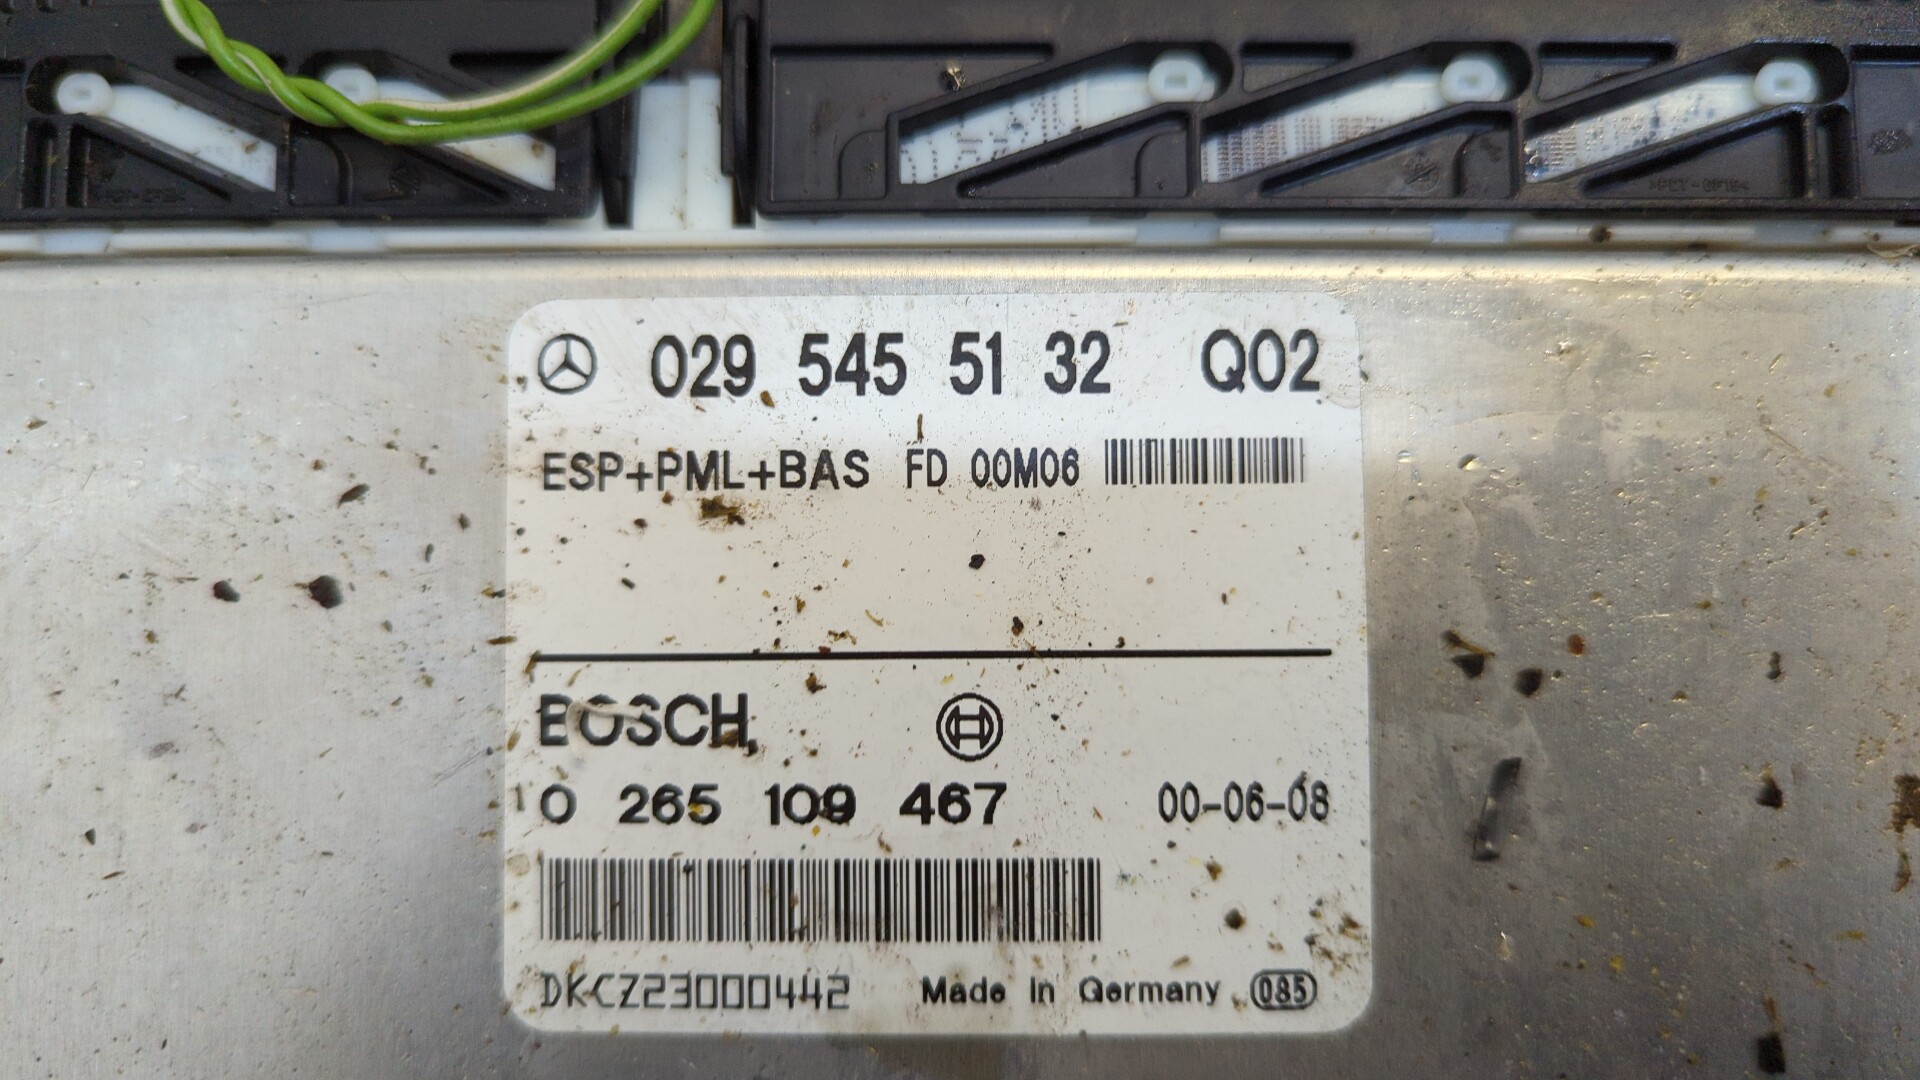 029 545 51 32 Q02
ESP+PML+BAS FD 00M06
BOSCH
0 265 109 467 00-06-08
DKCZ23000442 Made in Germany 085